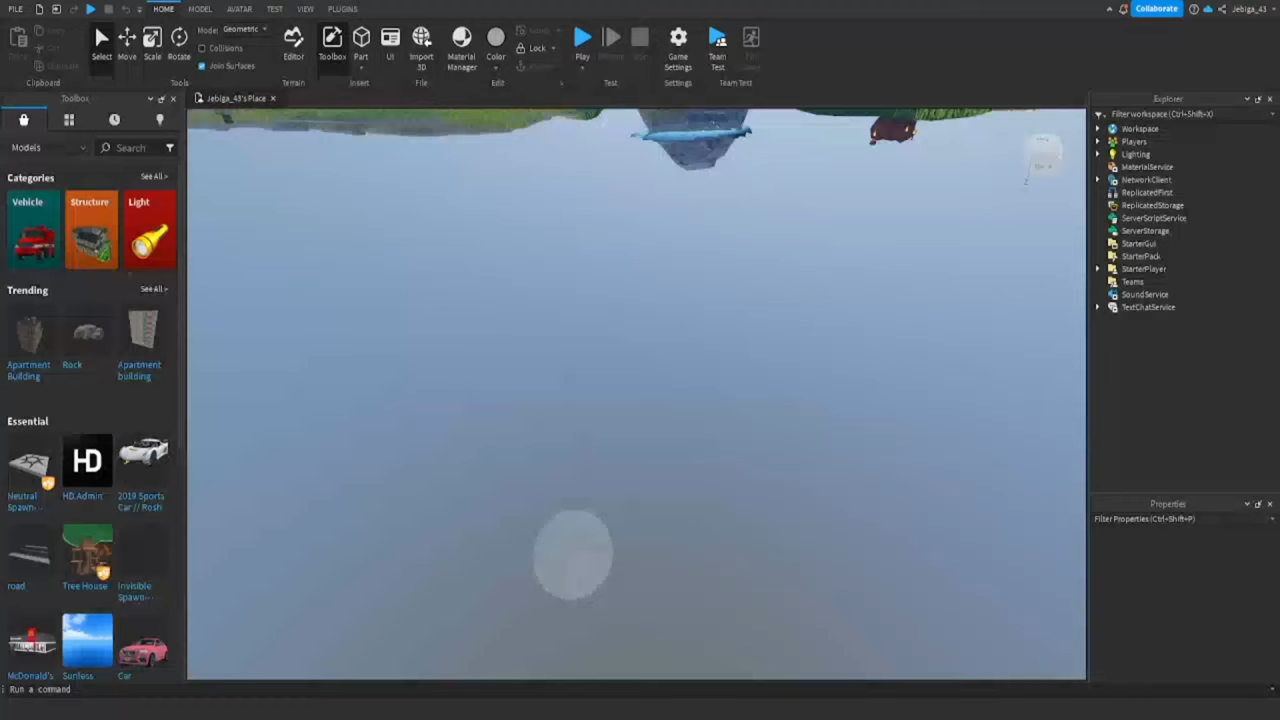 FILE HOME MODEL AVATAR TEST VIEW PLUGINS Collaborate Jebiga_43
Mode: Geometric
Collisions
Join Surfaces
Lock
Select Move Scale Rotate Editor Toolbox Part UI Import 3D Material Manager Color Play Game Settings Team Test
Clipboard Tools Terrain Insert File Edit Test Settings Team Test
Toolbox
Jebiga_43's Place
Models Search
Categories See All >
Vehicle Structure Light
Trending See All >
Apartment Building Rock Apartment building
Essential
HD
Neutral Spawn... HD Admin 2019 Sports Car // Rosh
road Tree House Invisible Spawn...
McDonald's Sunless Car
Run a command
Explorer
Filter workspace (Ctrl+Shift+X)
Workspace
Players
Lighting
MaterialService
NetworkClient
ReplicatedFirst
ReplicatedStorage
ServerScriptService
ServerStorage
StarterGui
StarterPack
StarterPlayer
Teams
SoundService
TextChatService
Properties
Filter Properties (Ctrl+Shift+P)